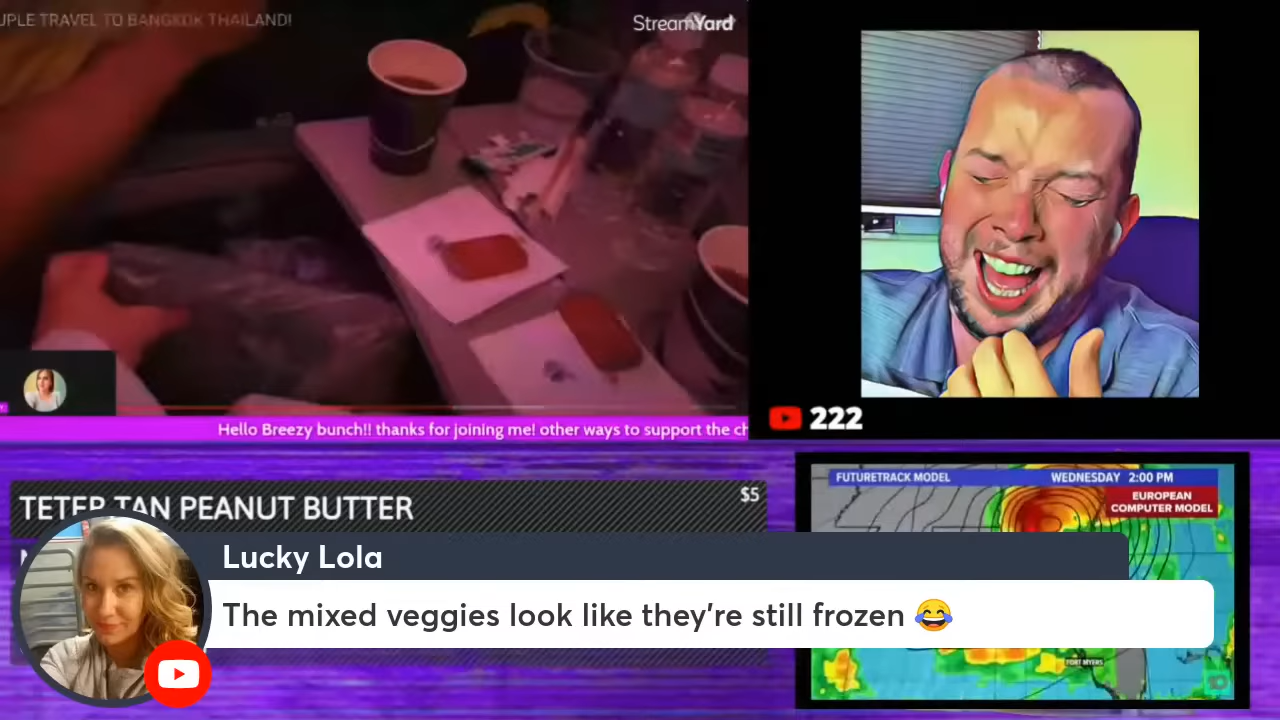 UPLE TRAVEL TO BANGKOK THAILAND!
StreamYard
222
Hello Breezy bunch!! thanks for joining me! other ways to support the ch
TETER TAN PEANUT BUTTER
$5
FUTURETRACK MODEL
WEDNESDAY 2:00 PM
EUROPEAN
COMPUTER MODEL
Lucky Lola
The mixed veggies look like they're still frozen 😂
FORT MYERS
10